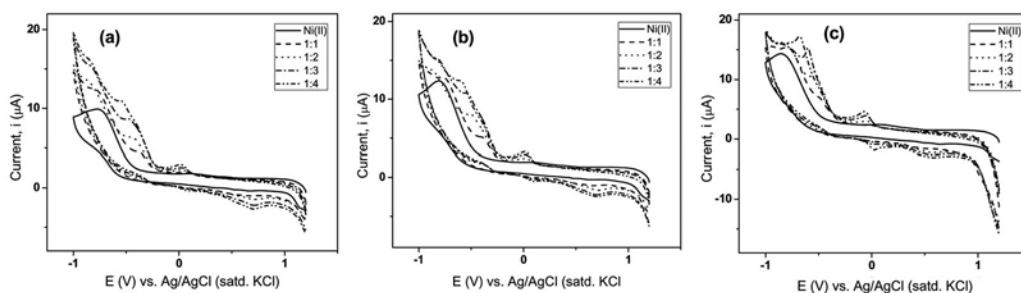 (a)
Ni(II)
1:1
1:2
1:3
1:4
20
10
0
Current, i (μA)
-1
0
1
E (V) vs. Ag/AgCl (satd. KCl)
(b)
Ni(II)
1:1
1:2
1:3
1:4
20
10
0
Current, i (μA)
-1
0
1
E (V) vs. Ag/AgCl (satd. KCl)
(c)
Ni(II)
1:1
1:2
1:3
1:4
20
10
0
-10
Current, i (μA)
-1
0
1
E (V) vs. Ag/AgCl (satd. KCl)